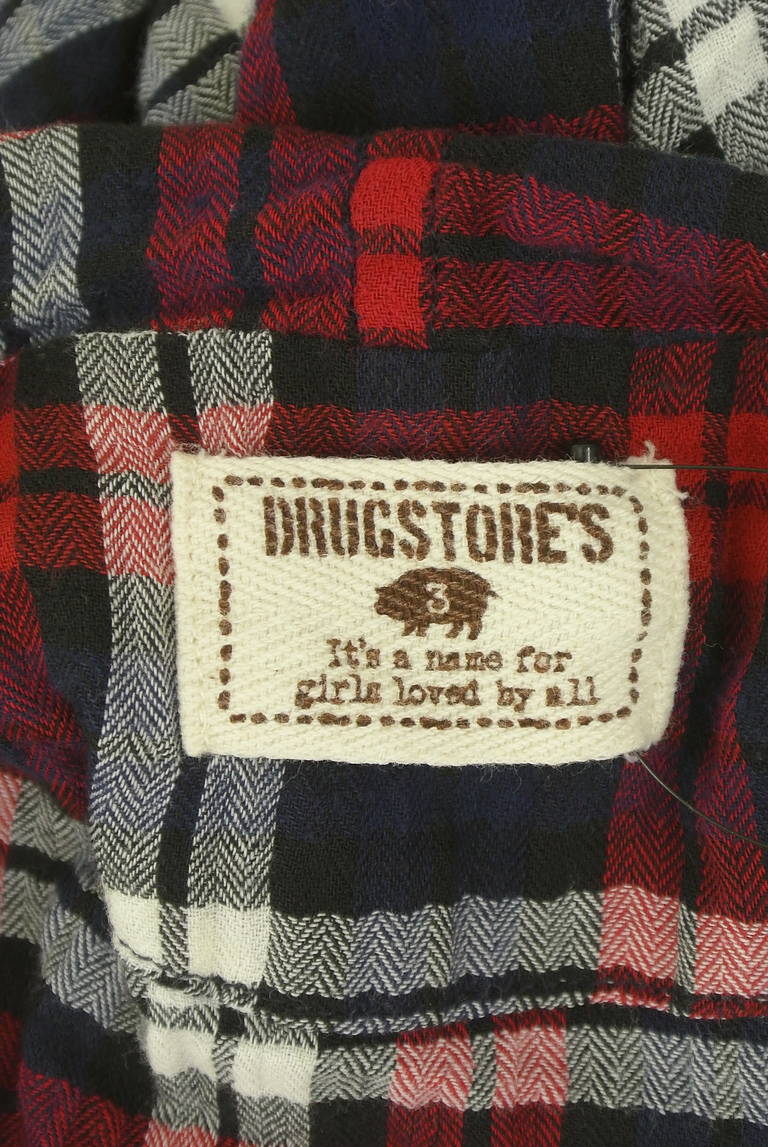 DRUGSTORE'S
3
It's a name for
girls loved by all